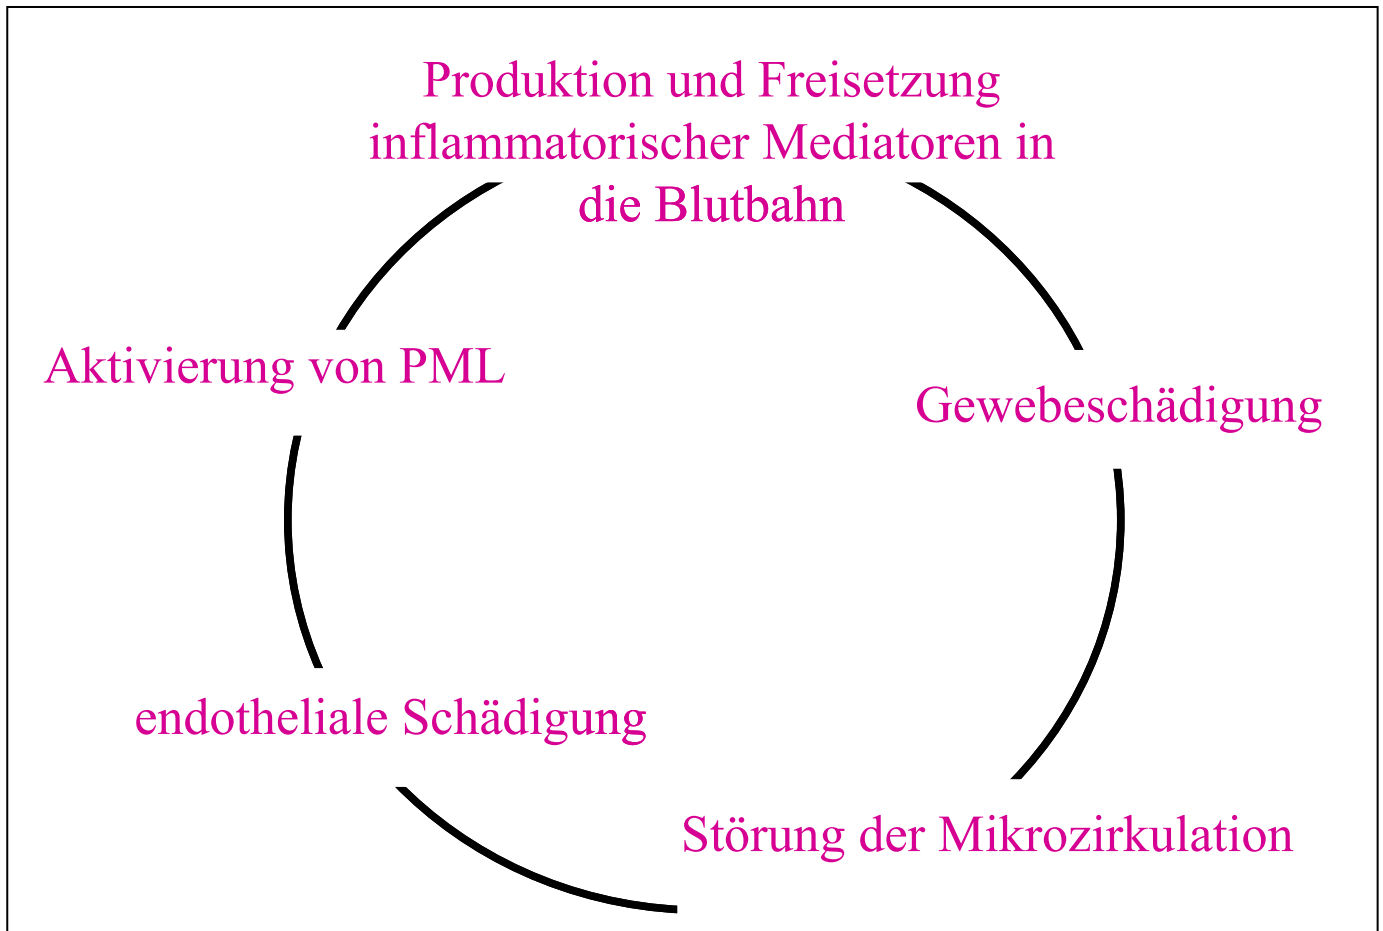 Produktion und Freisetzung
inflammatorischer Mediatoren in
die Blutbahn
Aktivierung von PML
Gewebeschädigung
endotheliale Schädigung
Störung der Mikrozirkulation